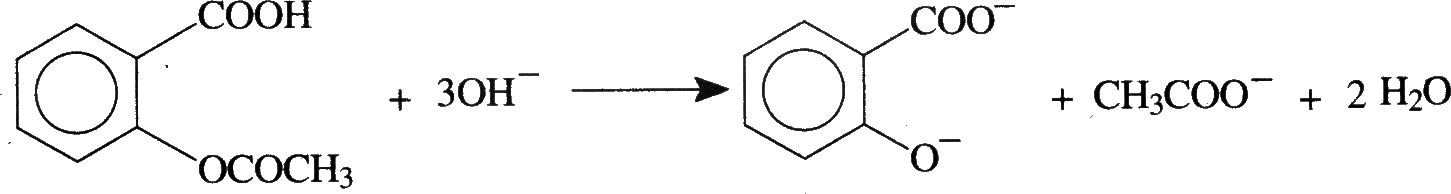 COOH
OCOCH₃
+ 3OH⁻
COO⁻
O⁻
+ CH₃COO⁻ + 2 H₂O